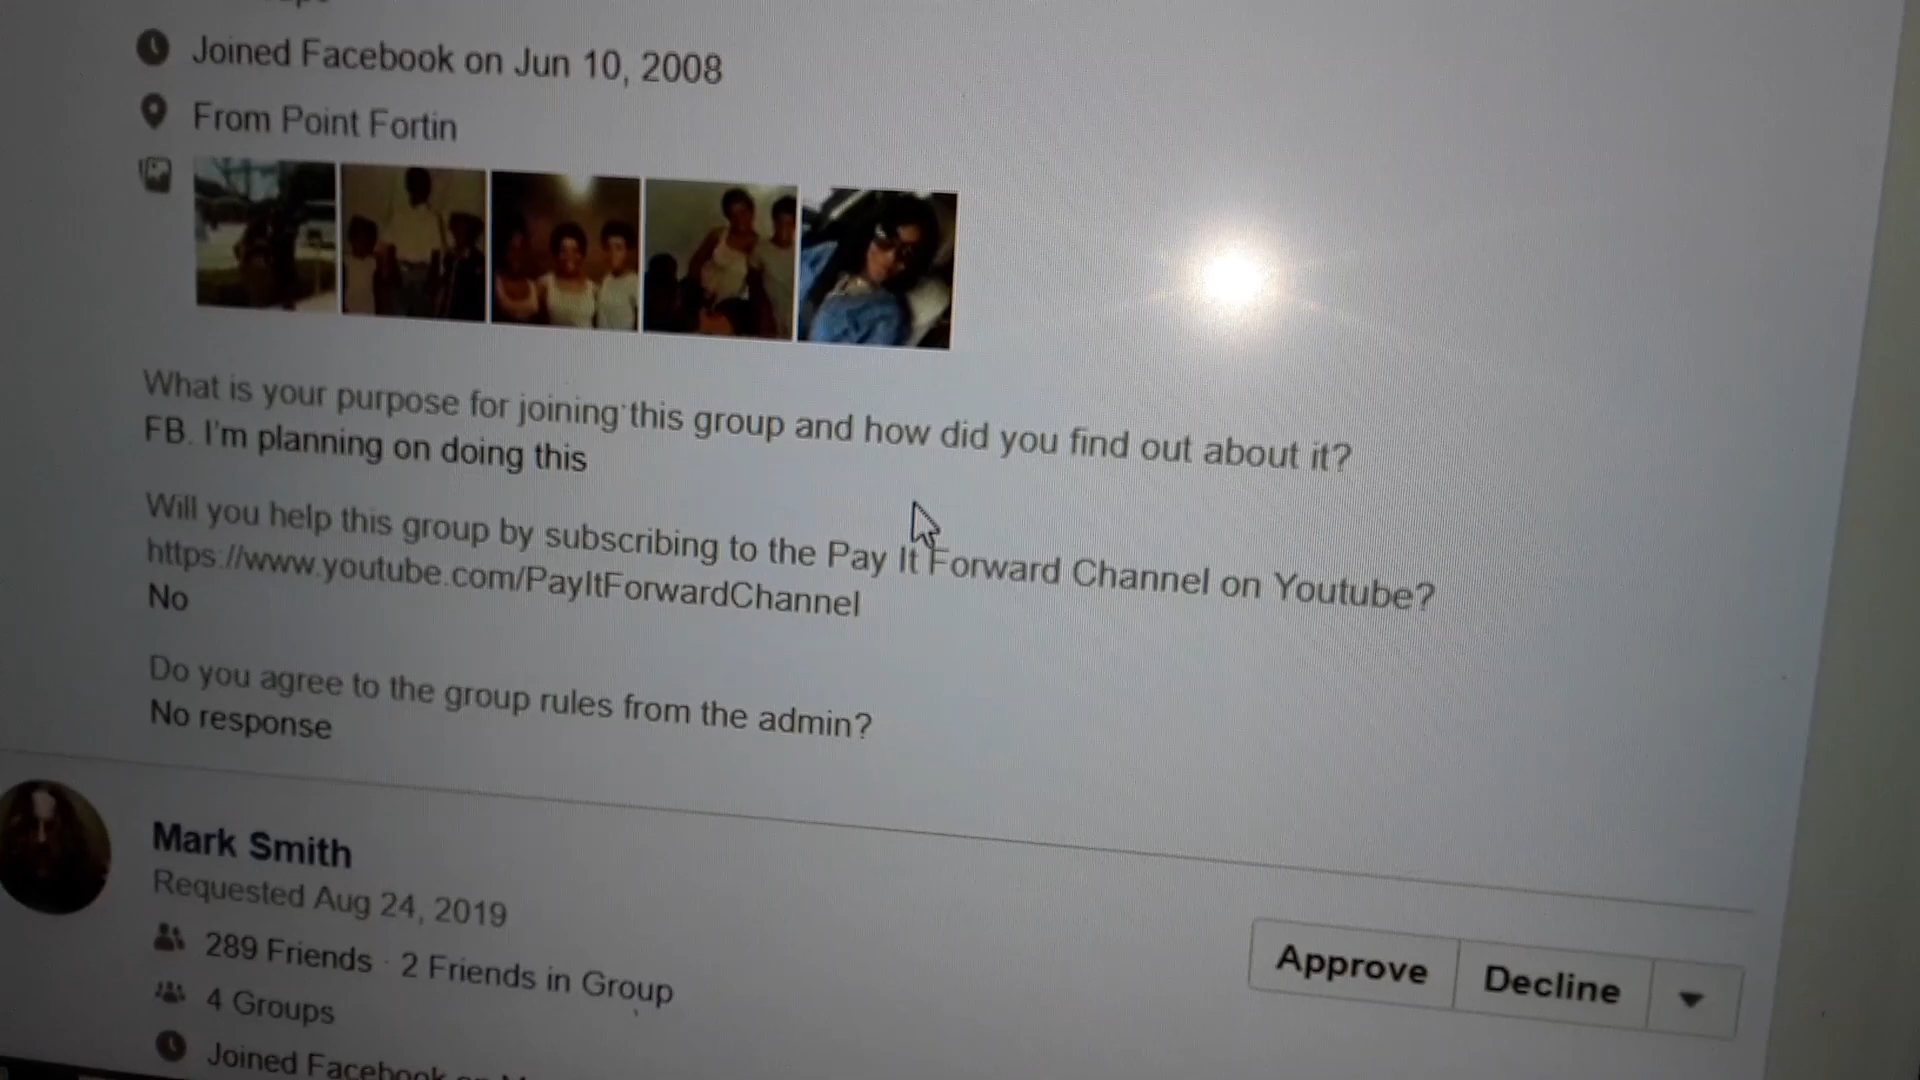 Joined Facebook on Jun 10, 2008
From Point Fortin
What is your purpose for joining this group and how did you find out about it?
FB. I'm planning on doing this
Will you help this group by subscribing to the Pay It Forward Channel on Youtube?
https://www.youtube.com/PayItForwardChannel
No
Do you agree to the group rules from the admin?
No response
Mark Smith
Requested Aug 24, 2019
289 Friends · 2 Friends in Group
Approve
Decline
4 Groups
Joined Facebook on